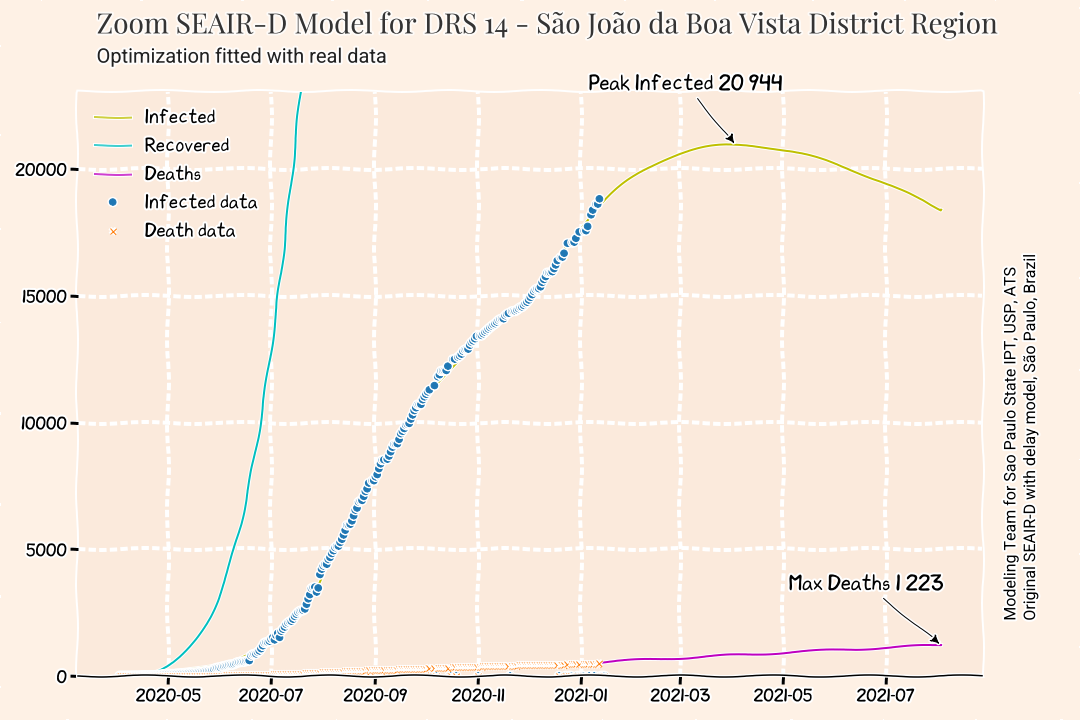 Zoom SEAIR-D Model for DRS 14 - São João da Boa Vista District Region
Optimization fitted with real data
Peak Infected 20 944
Infected
Recovered
Deaths
Infected data
Death data
20000
15000
10000
5000
0
Max Deaths 1 223
2020-05
2020-07
2020-09
2020-11
2021-01
2021-03
2021-05
2021-07
Modeling Team for Sao Paulo State IPT, USP, ATS
Original SEAIR-D with delay model, São Paulo, Brazil